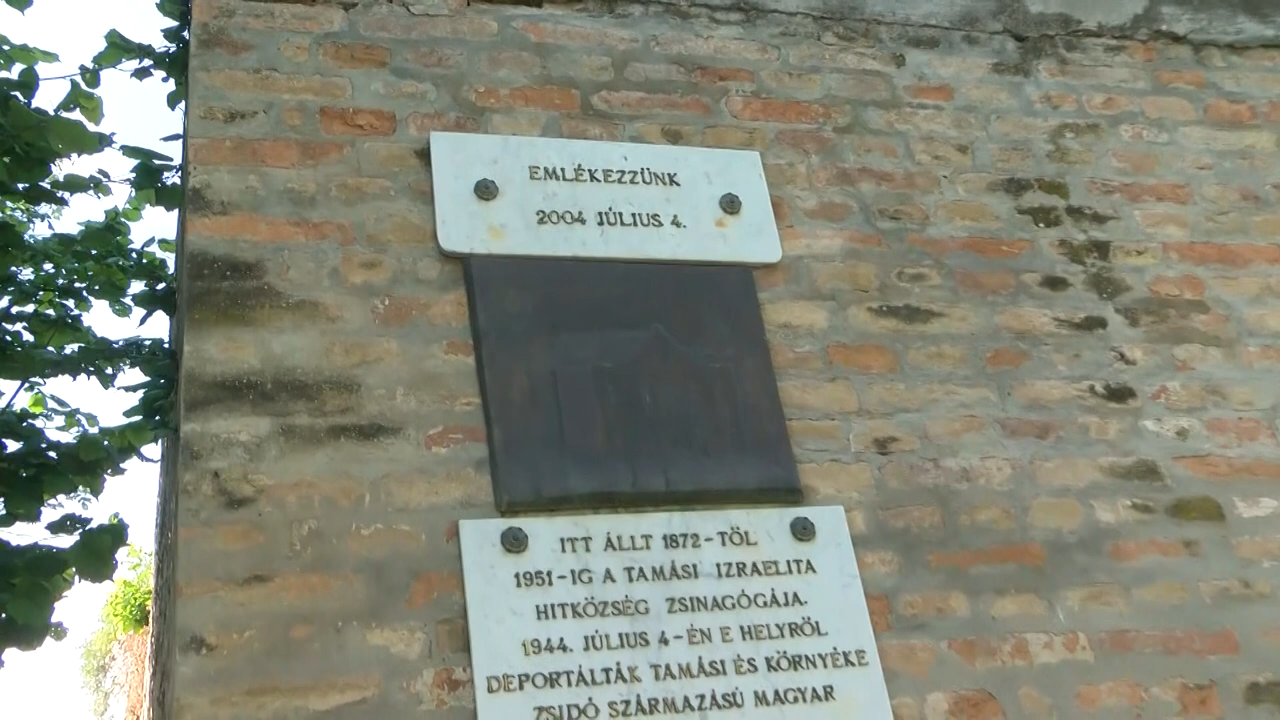 EMLÉKEZZÜNK
2004 JÚLIUS 4.
ITT ÁLLT 1872-TÖL
1951-IG A TAMÁSI IZRAELITA
HITKÖZSÉG ZSINAGÓGÁJA.
1944. JÚLIUS 4-ÉN E HELYRÖL
DEPORTÁLTÁK TAMÁSI ÉS KÖRNYÉKE
ZSIDÓ SZÁRMAZÁSÚ MAGYAR